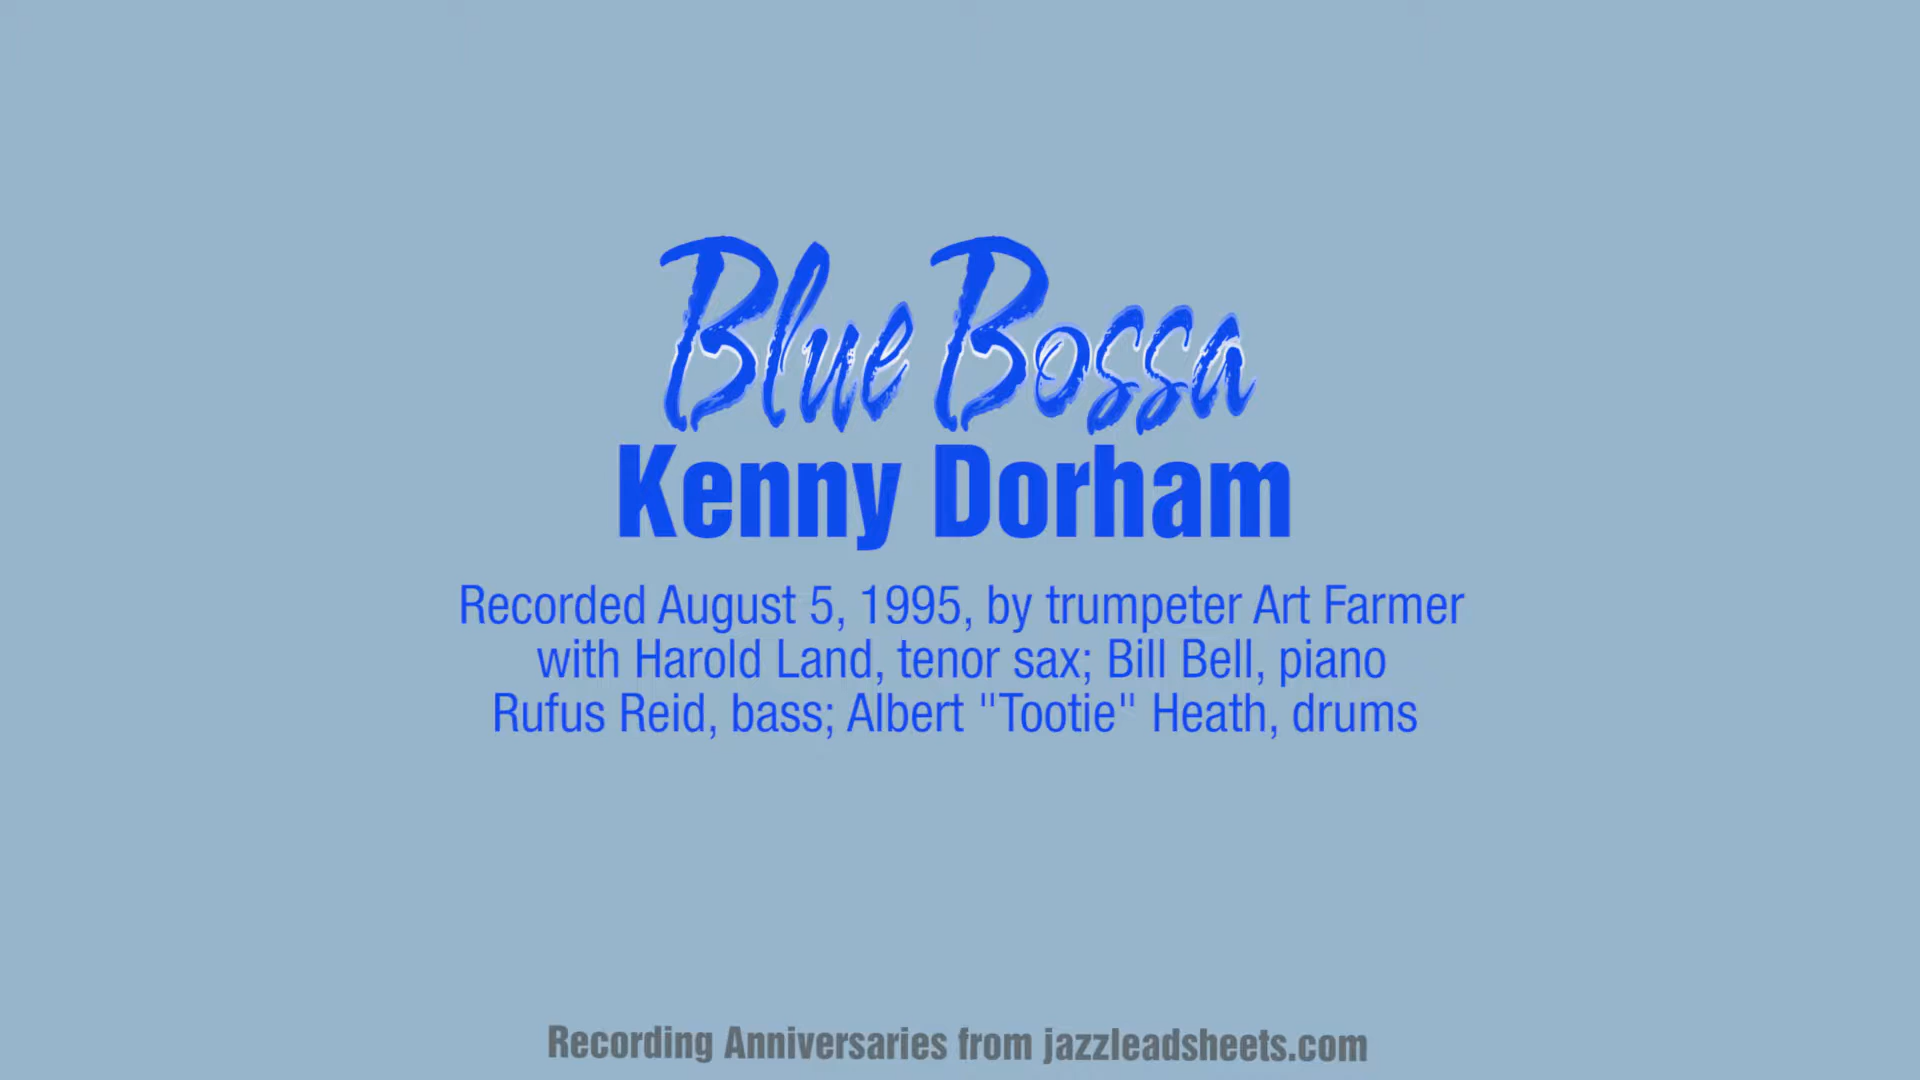 Blue Bossa
Kenny Dorham
Recorded August 5, 1995, by trumpeter Art Farmer
with Harold Land, tenor sax; Bill Bell, piano
Rufus Reid, bass; Albert "Tootie" Heath, drums
Recording Anniversaries from jazzleadsheets.com